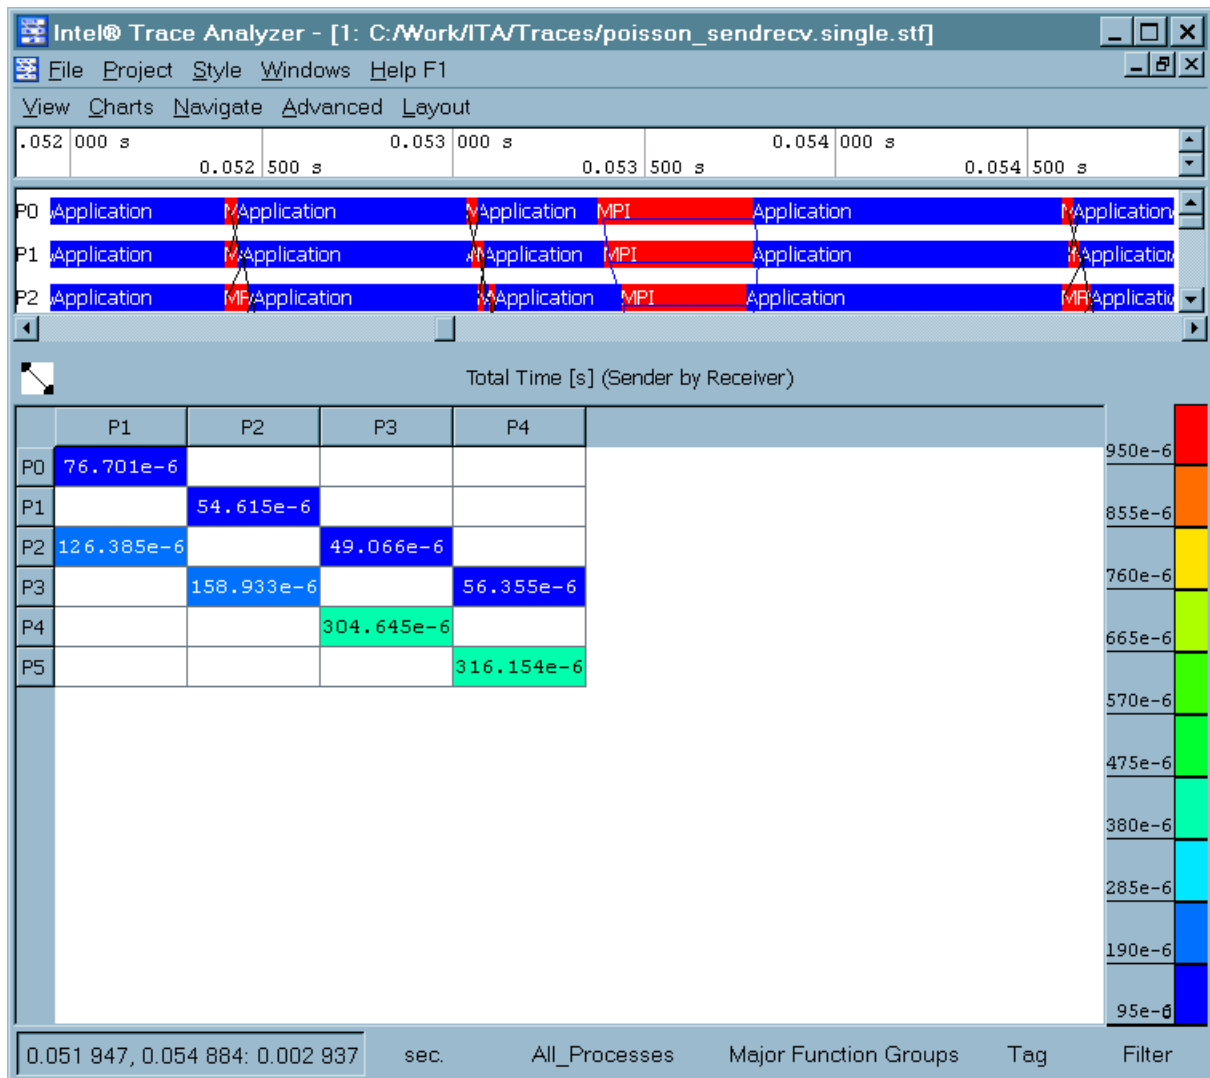 Intel® Trace Analyzer - [1: C:/Work/ITA/Traces/poisson_sendrecv.single.stf]
File Project Style Windows Help F1
View Charts Navigate Advanced Layout
.052 000 s 0.053 000 s 0.054 000 s
0.052 500 s 0.053 500 s 0.054 500 s
P0 Application Application Application MPI Application Application
P1 Application Application Application MPI Application Application
P2 Application Application Application MPI Application Applicatio
Total Time [s] (Sender by Receiver)
P1 P2 P3 P4
P0 76.701e-6
P1 54.615e-6
P2 126.385e-6 49.066e-6
P3 158.933e-6 56.355e-6
P4 304.645e-6
P5 316.154e-6
950e-6
855e-6
760e-6
665e-6
570e-6
475e-6
380e-6
285e-6
190e-6
95e-6
0.051 947, 0.054 884: 0.002 937 sec. All_Processes Major Function Groups Tag Filter